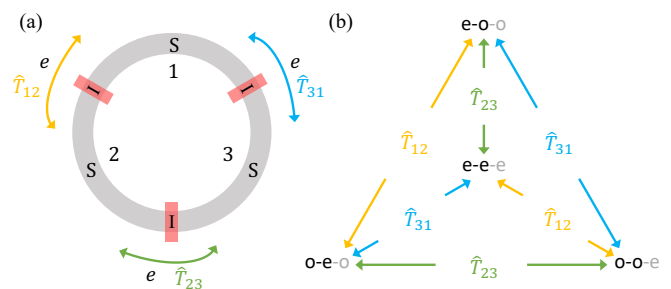 (a)
S
1
e
T̂12
I
e
T̂31
I
2
3
S
S
I
e
T̂23
(b)
e-o-o
T̂23
T̂12
T̂31
e-e-e
T̂31
T̂12
o-e-o
T̂23
o-o-e